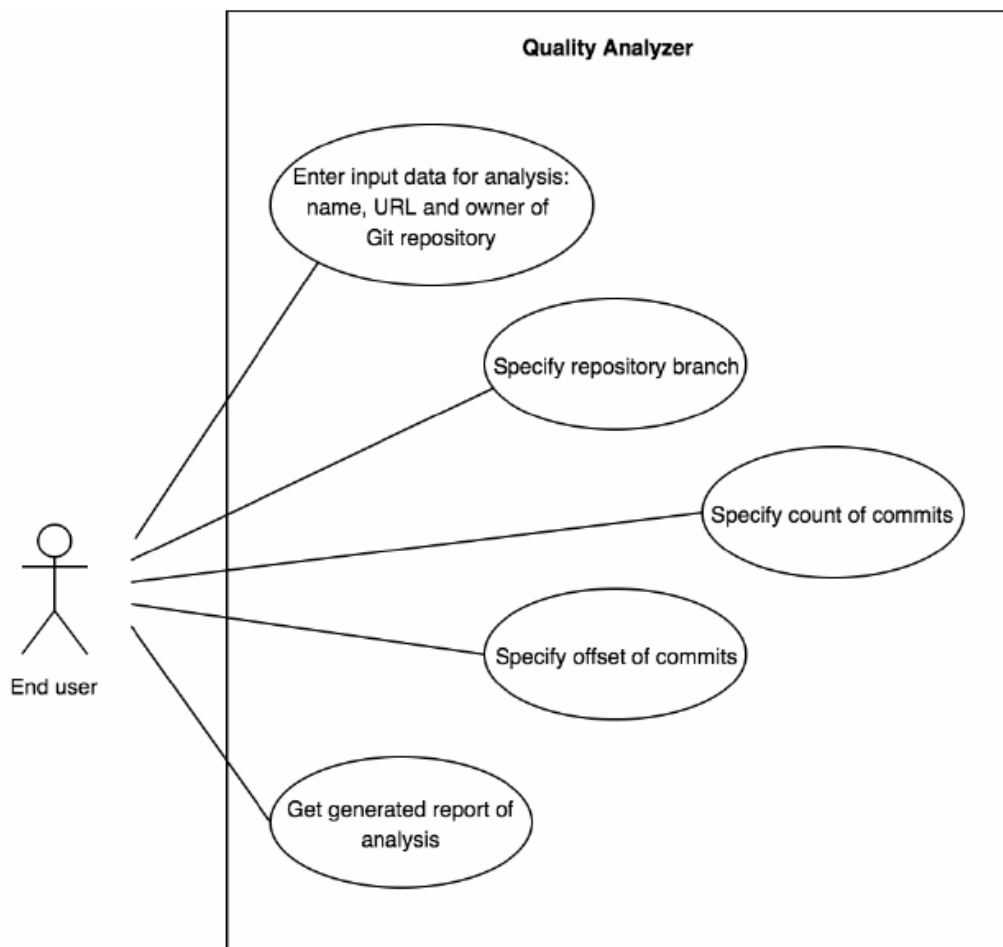 Quality Analyzer
Enter input data for analysis:
name, URL and owner of
Git repository
Specify repository branch
Specify count of commits
Specify offset of commits
End user
Get generated report of
analysis